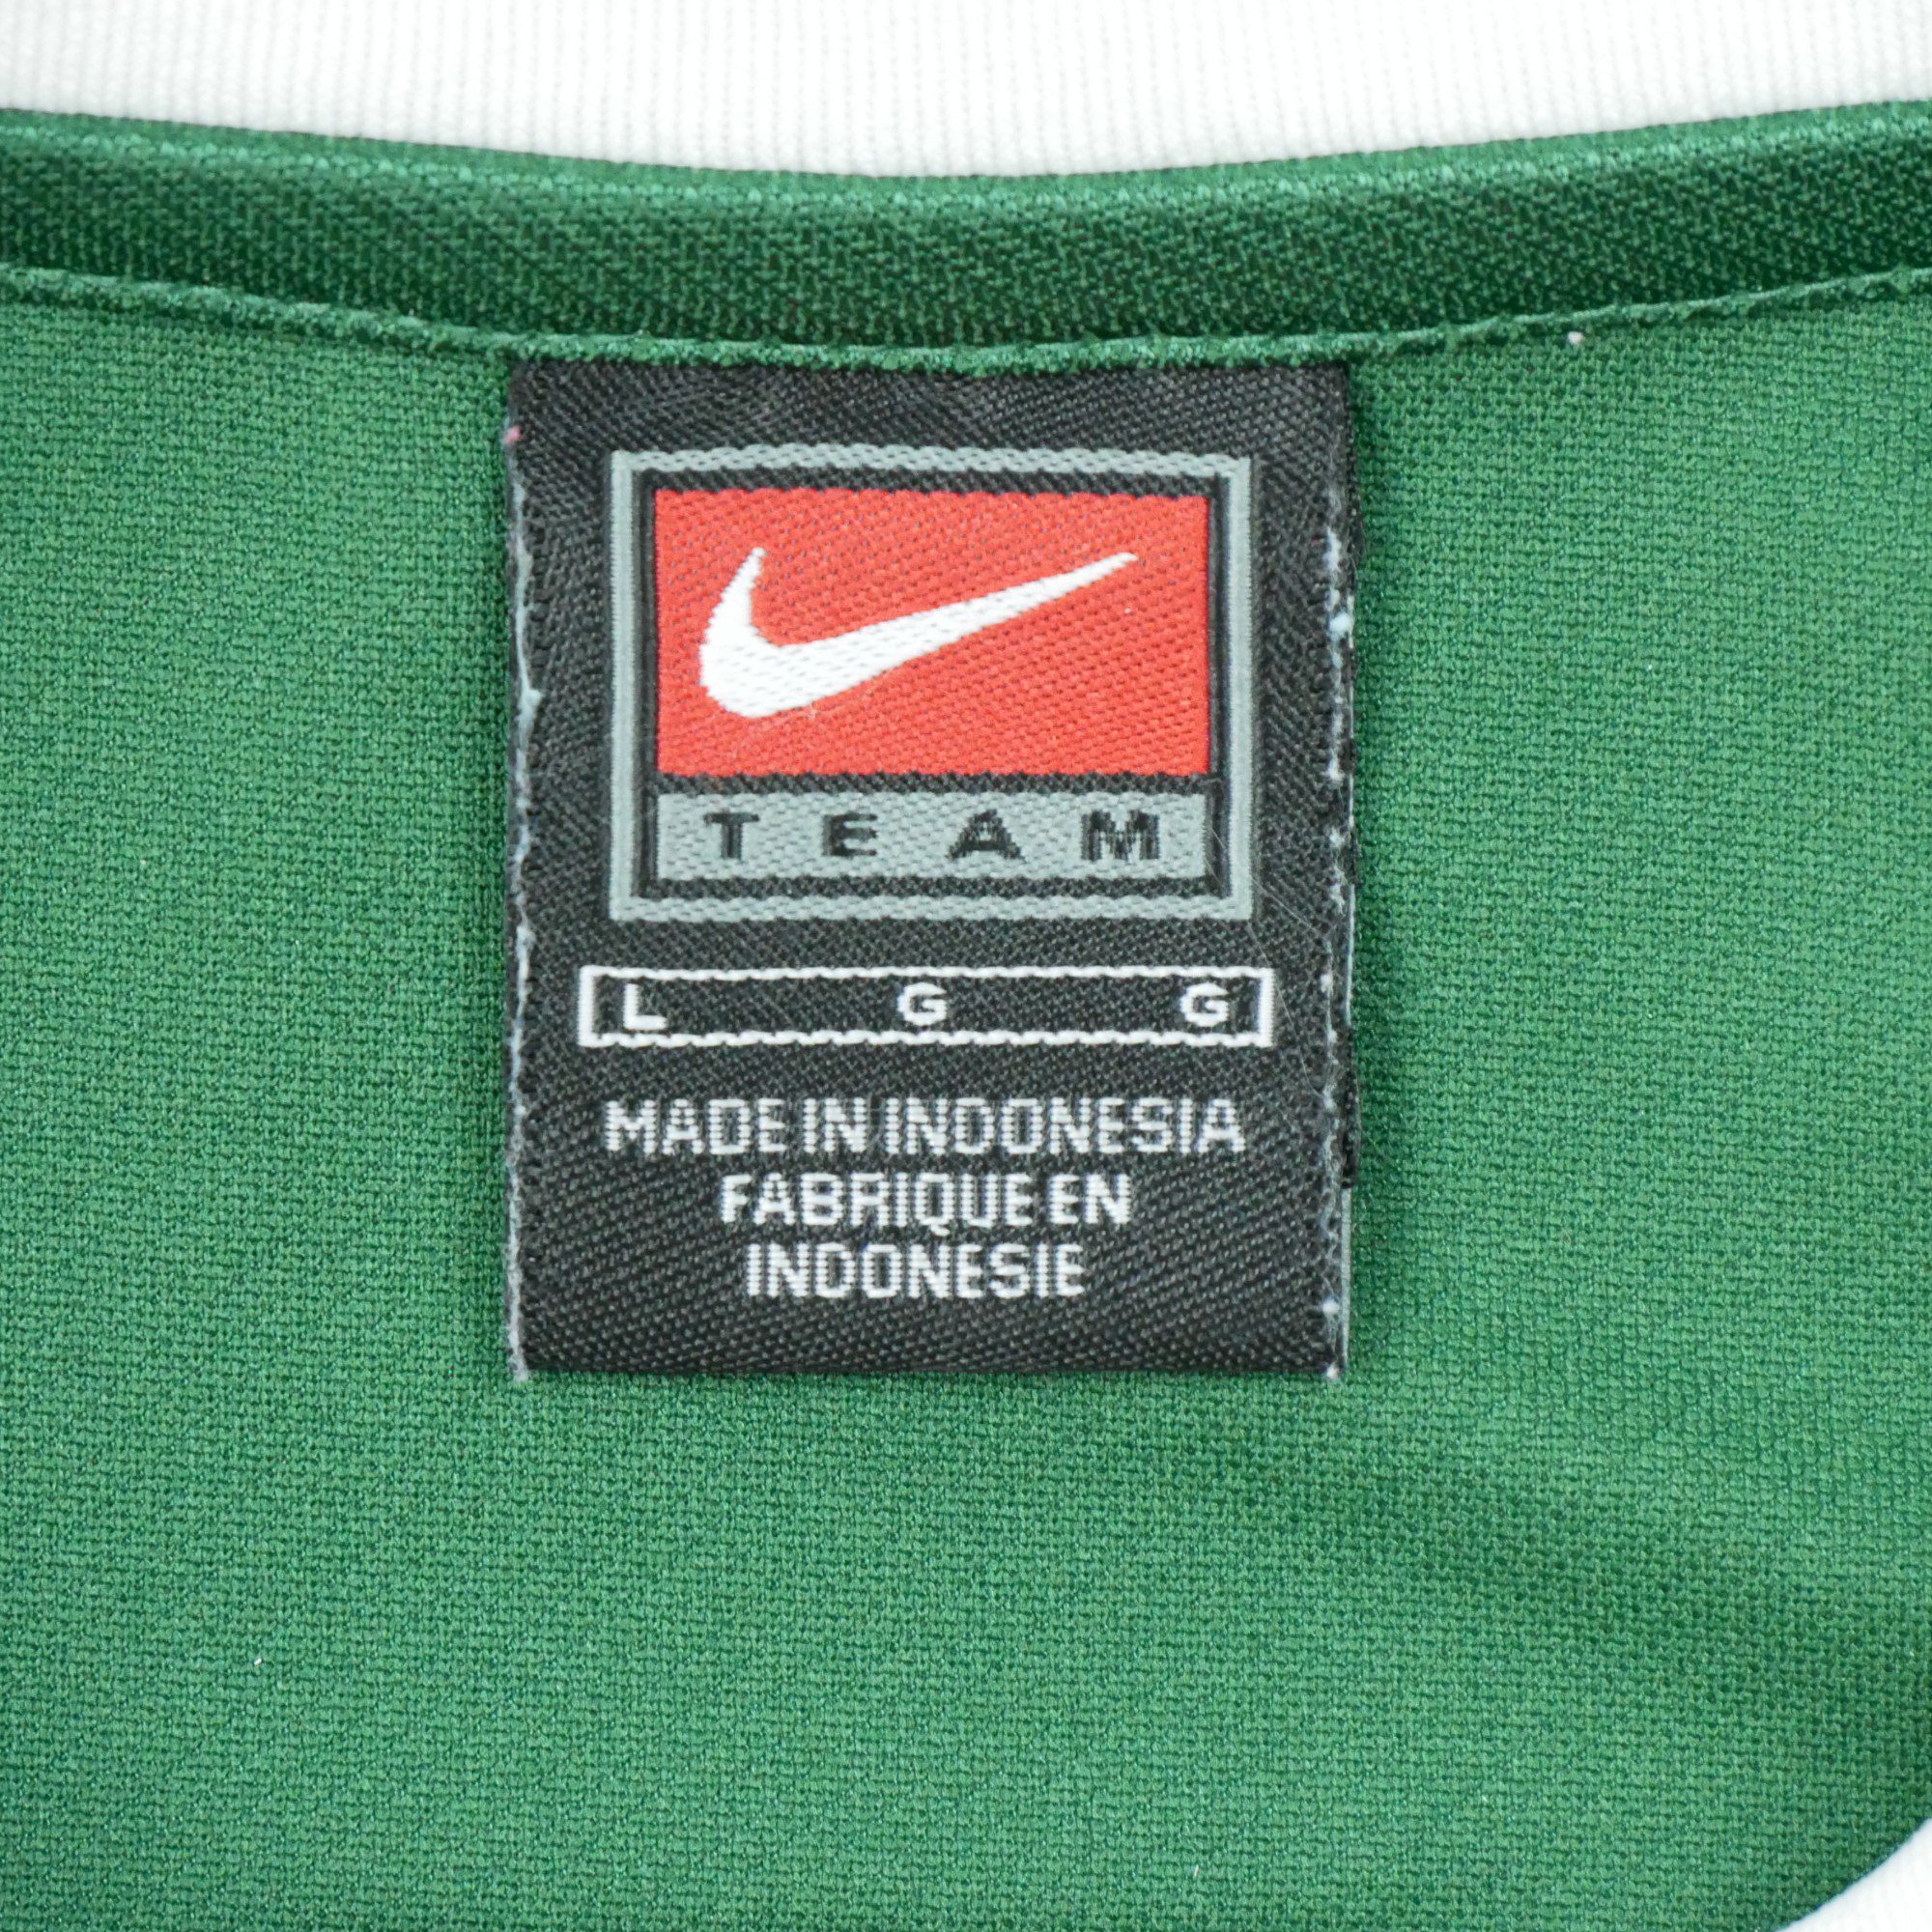 TEAM
L G G
MADE IN INDONESIA
FABRIQUE EN
INDONESIE